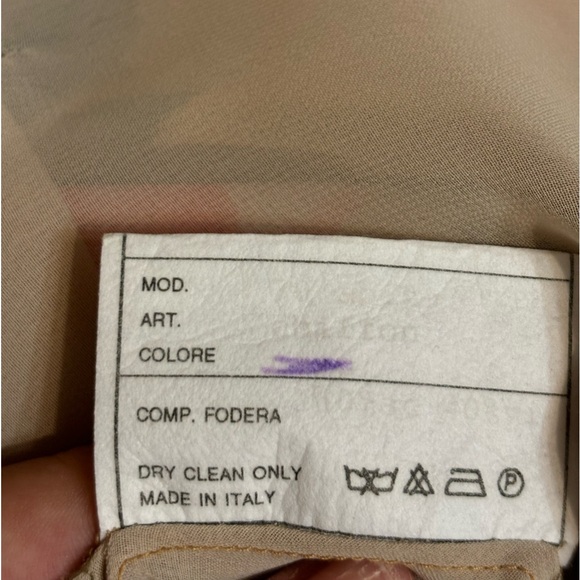 MOD.
ART.
COLORE
COMP. FODERA
DRY CLEAN ONLY
MADE IN ITALY
P